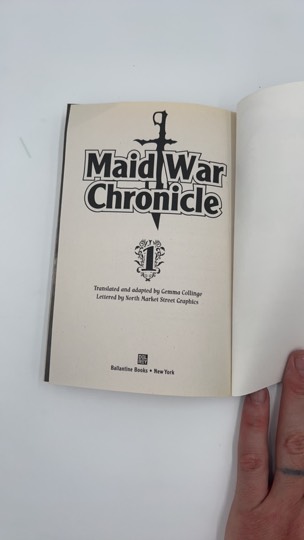 Maid War
Chronicle
1
Translated and adapted by Gemma Collinge
Lettered by North Market Street Graphics
Ballantine Books • New York